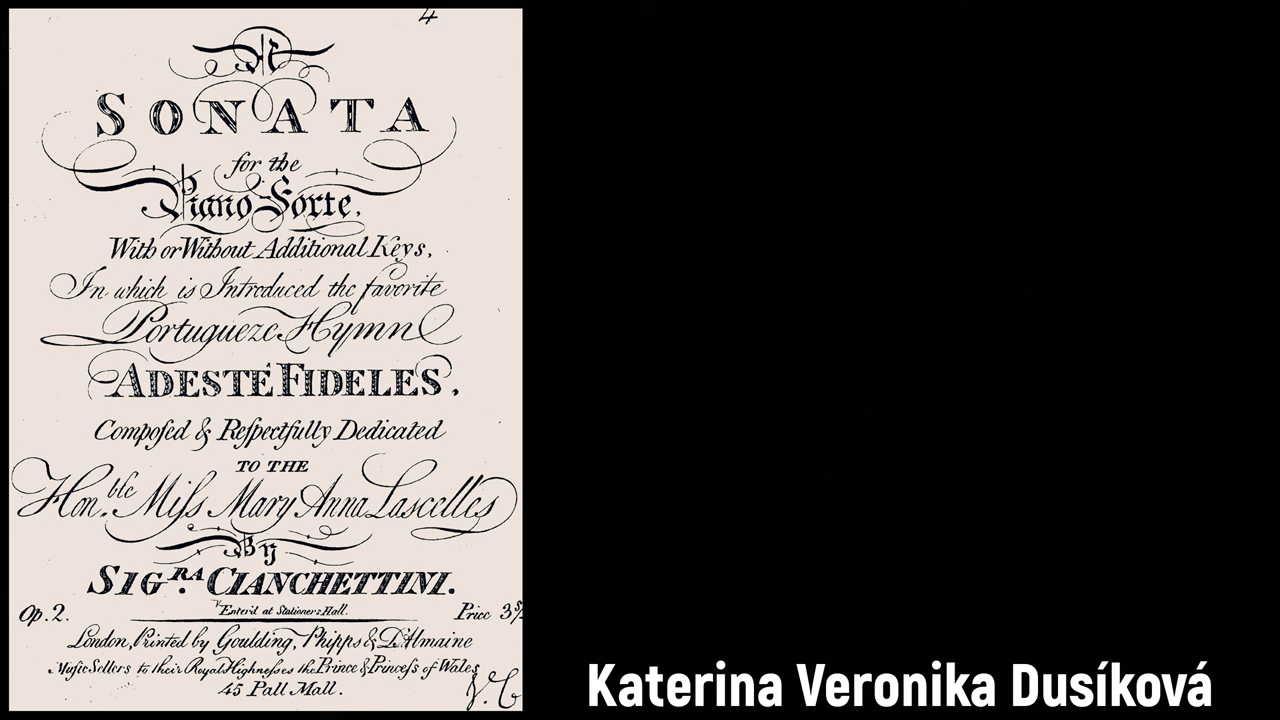 4
A
SONATA
for the
Piano Forte,
With or Without Additional Keys,
In which is Introduced the favorite
Portugueze Hymn
ADESTE FIDELES,
Compoſed & Reſpectfully Dedicated
TO THE
Hon.ble Miſs Mary Anna Lascelles
By
SIG.RA CIANCHETTINI.
Enter'd at Stationers Hall.
Op. 2. Price 3s/
London, Printed by Goulding, Phipps & D'Almaine
Muſic Sellers to their Royal Highneſses the Prince & Princeſs of Wales
45 Pall Mall.
Katerina Veronika Dusíková